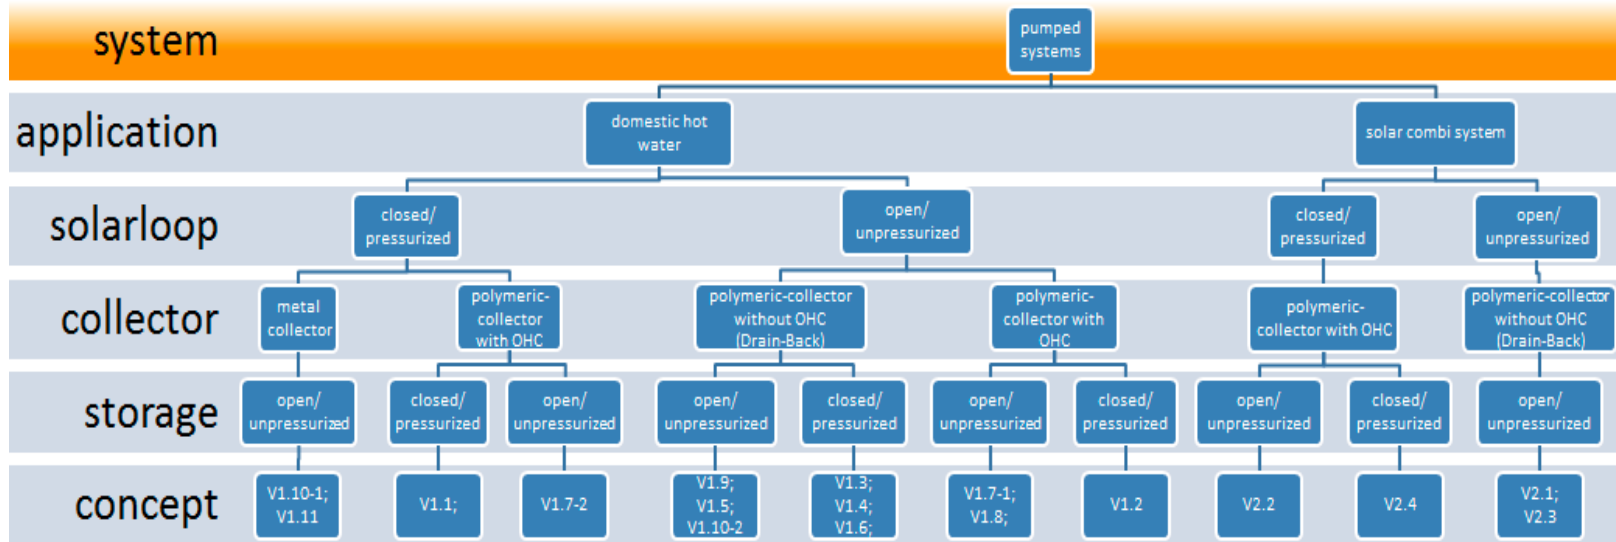 system
pumped
systems
application
domestic hot
water
solar combi system
solarloop
closed/
pressurized
open/
unpressurized
closed/
pressurized
open/
unpressurized
collector
metal
collector
polymeric-
collector
with OHC
polymeric-collector
without OHC
(Drain-Back)
polymeric-
collector with
OHC
polymeric-
collector with OHC
polymeric-collector
without OHC
(Drain-Back)
storage
open/
unpressurized
closed/
pressurized
open/
unpressurized
open/
unpressurized
closed/
pressurized
open/
unpressurized
closed/
pressurized
open/
unpressurized
closed/
pressurized
open/
unpressurized
concept
V1.10-1;
V1.11
V1.1;
V1.7-2
V1.9;
V1.5;
V1.10-2
V1.3;
V1.4;
V1.6;
V1.7-1;
V1.8;
V1.2
V2.2
V2.4
V2.1;
V2.3